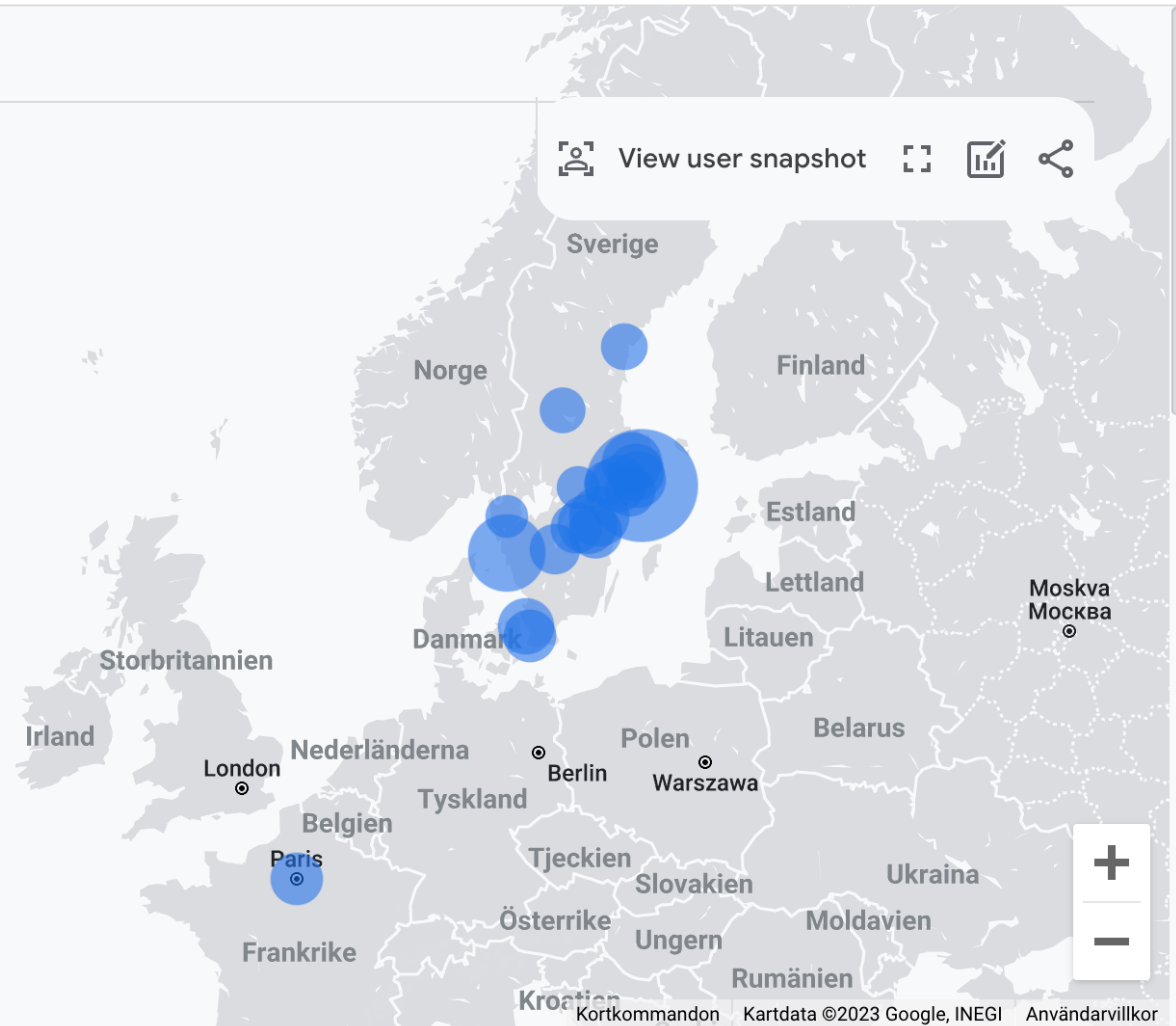 View user snapshot
Sverige
Norge
Finland
Estland
Lettland
Moskva
Москва
Danmark
Litauen
Storbritannien
Irland
Belarus
Nederländerna
Polen
London
Berlin
Warszawa
Tyskland
Belgien
Paris
Tjeckien
Slovakien
Ukraina
Österrike
Moldavien
Ungern
Frankrike
Rumänien
Kroatien
Kortkommandon
Kartdata ©2023 Google, INEGI
Användarvillkor